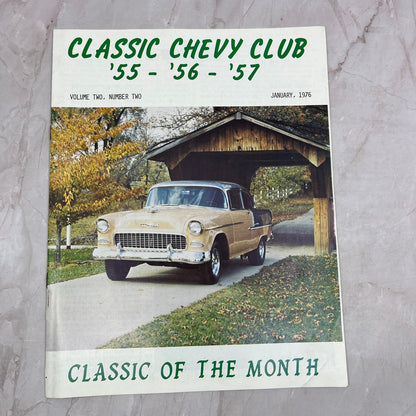 CLASSIC CHEVY CLUB
'55 - '56 - '57
VOLUME TWO, NUMBER TWO JANUARY, 1976
CLASSIC OF THE MONTH